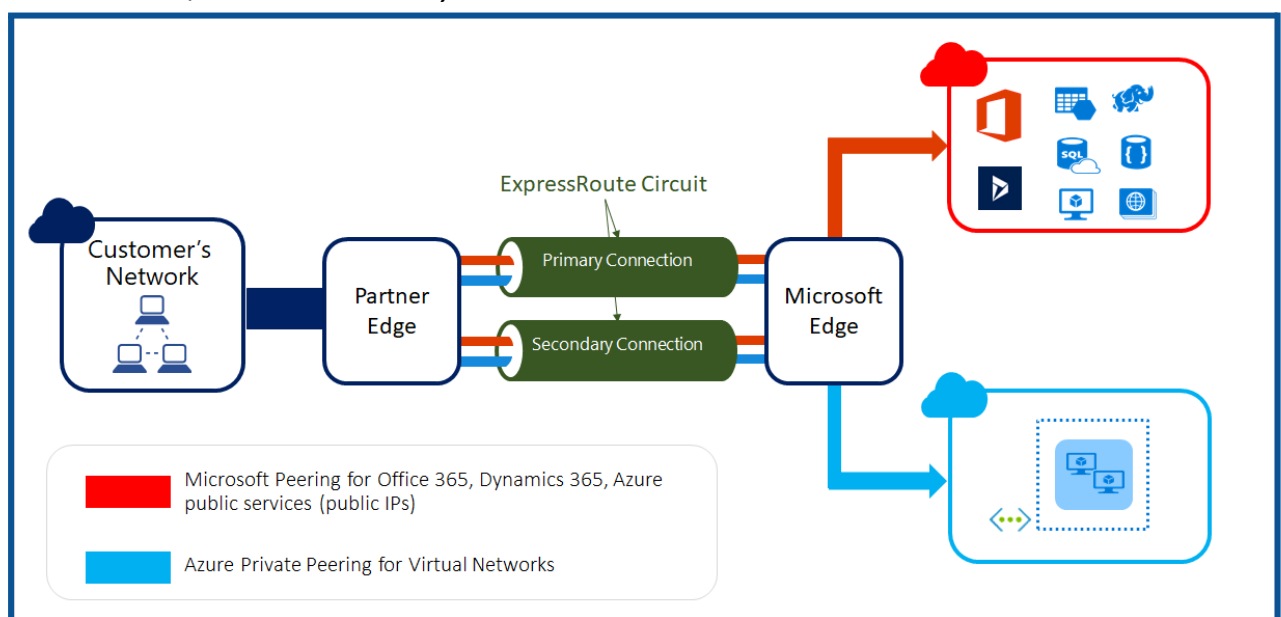 ExpressRoute Circuit
Customer's
Network
Partner
Edge
Primary Connection
Secondary Connection
Microsoft
Edge
SQL
Microsoft Peering for Office 365, Dynamics 365, Azure
public services (public IPs)
Azure Private Peering for Virtual Networks